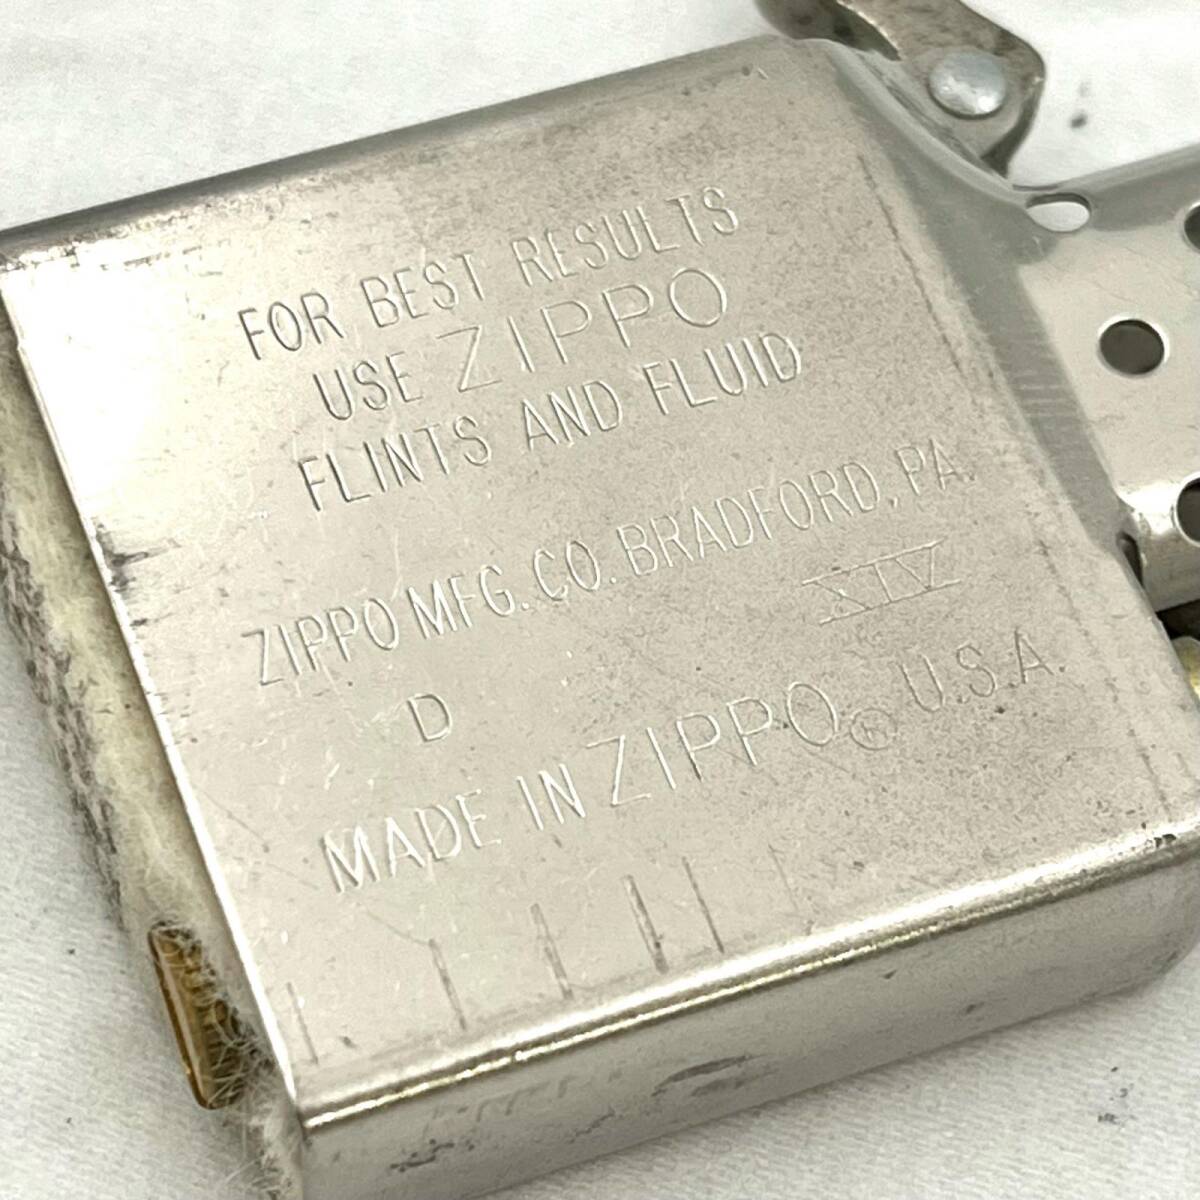 FOR BEST RESULTS
USE ZIPPO
FLINTS AND FLUID
ZIPPO MFG. CO. BRADFORD, PA.
D XIV
MADE IN ZIPPO® U.S.A.